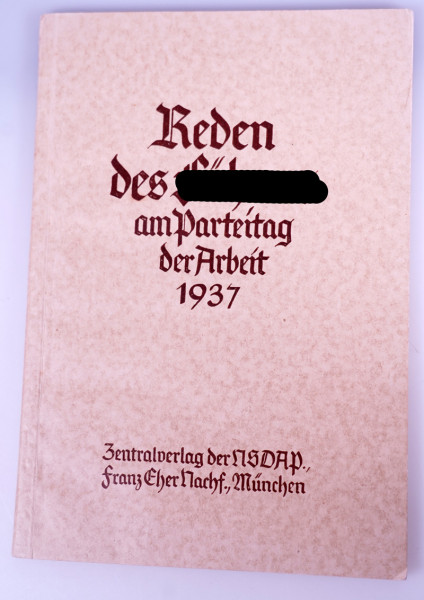 Reden
des
am Parteitag
der Arbeit
1937
Zentralverlag der NSDAP.,
Franz Eher Nachf., München